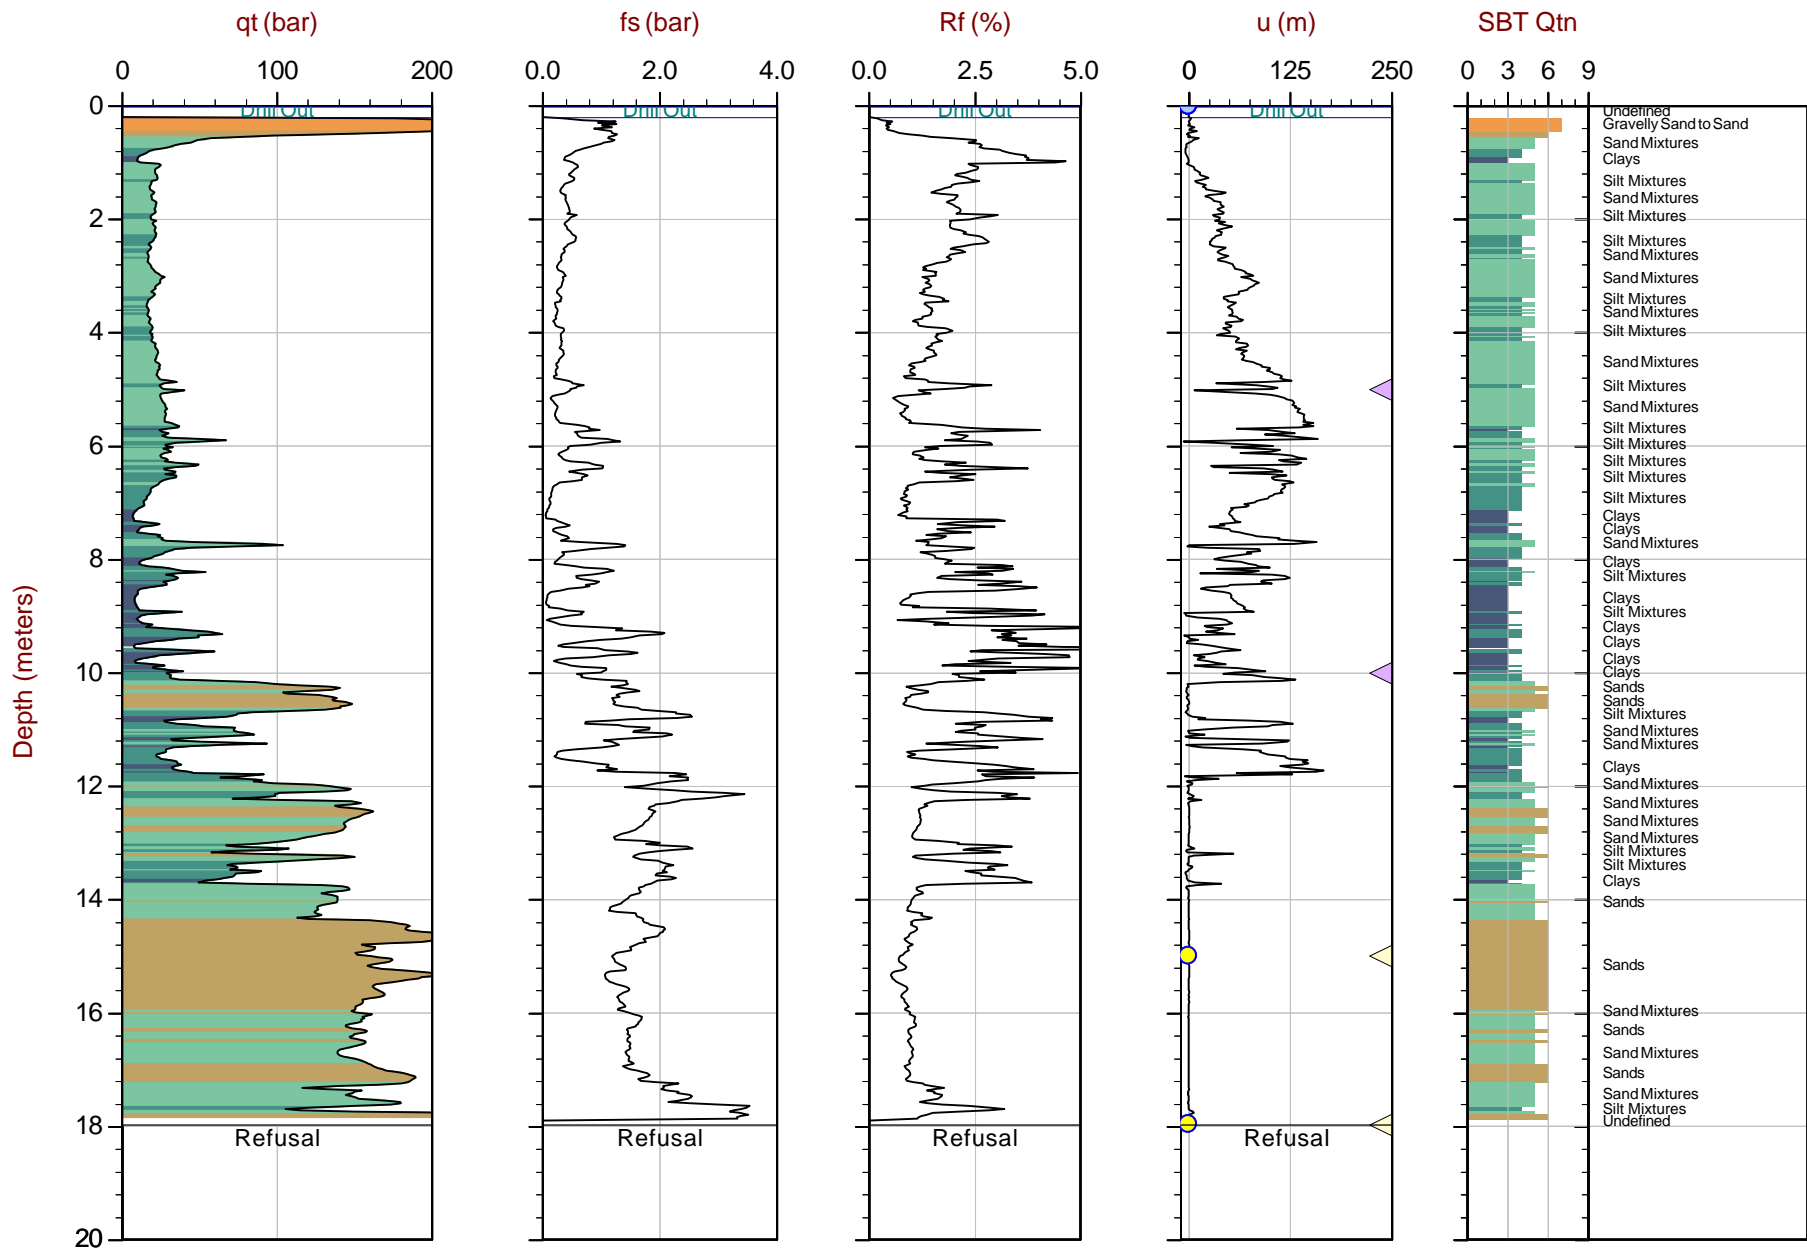 qt (bar) fs (bar) Rf (%) u (m) SBT Qtn
0 100 200 0.0 2.0 4.0 0.0 2.5 5.0 0 125 250 0 3 6 9
0
Drill Out Drill Out Drill Out
Undefined
Gravelly Sand to Sand
Sand Mixtures
Clays
Silt Mixtures
Sand Mixtures
Silt Mixtures
2
Silt Mixtures
Sand Mixtures
Sand Mixtures
Silt Mixtures
Sand Mixtures
Silt Mixtures
4
Sand Mixtures
Silt Mixtures
Sand Mixtures
Silt Mixtures
Silt Mixtures
6
Silt Mixtures
Silt Mixtures
Silt Mixtures
Clays
Clays
Sand Mixtures
8
Clays
Silt Mixtures
Clays
Silt Mixtures
Clays
Clays
Clays
Clays
10
Sands
Sands
Silt Mixtures
Sand Mixtures
Sand Mixtures
Clays
Sand Mixtures
12
Sand Mixtures
Sand Mixtures
Sand Mixtures
Silt Mixtures
Silt Mixtures
Clays
14
Sands
Sands
Sand Mixtures
16
Sands
Sand Mixtures
Sands
Sand Mixtures
Silt Mixtures
Undefined
18
Refusal Refusal Refusal
20
Depth (meters)